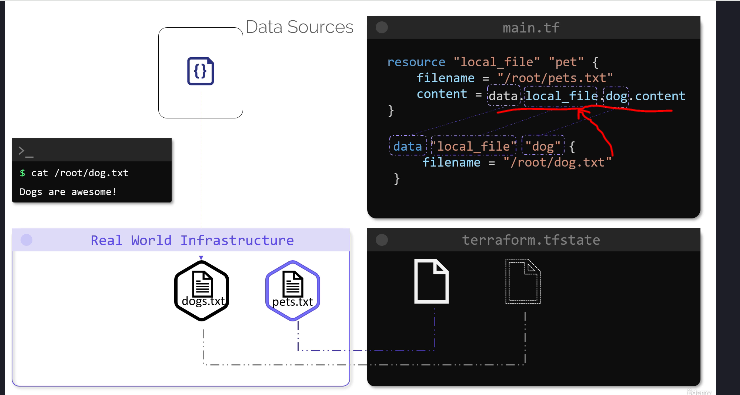 Data Sources
{}
main.tf
resource "local_file" "pet" {
filename = "/root/pets.txt"
content = data.local_file.dog.content
}
data "local_file" "dog" {
filename = "/root/dog.txt"
}
>_
$ cat /root/dog.txt
Dogs are awesome!
Real World Infrastructure
dogs.txt
pets.txt
terraform.tfstate